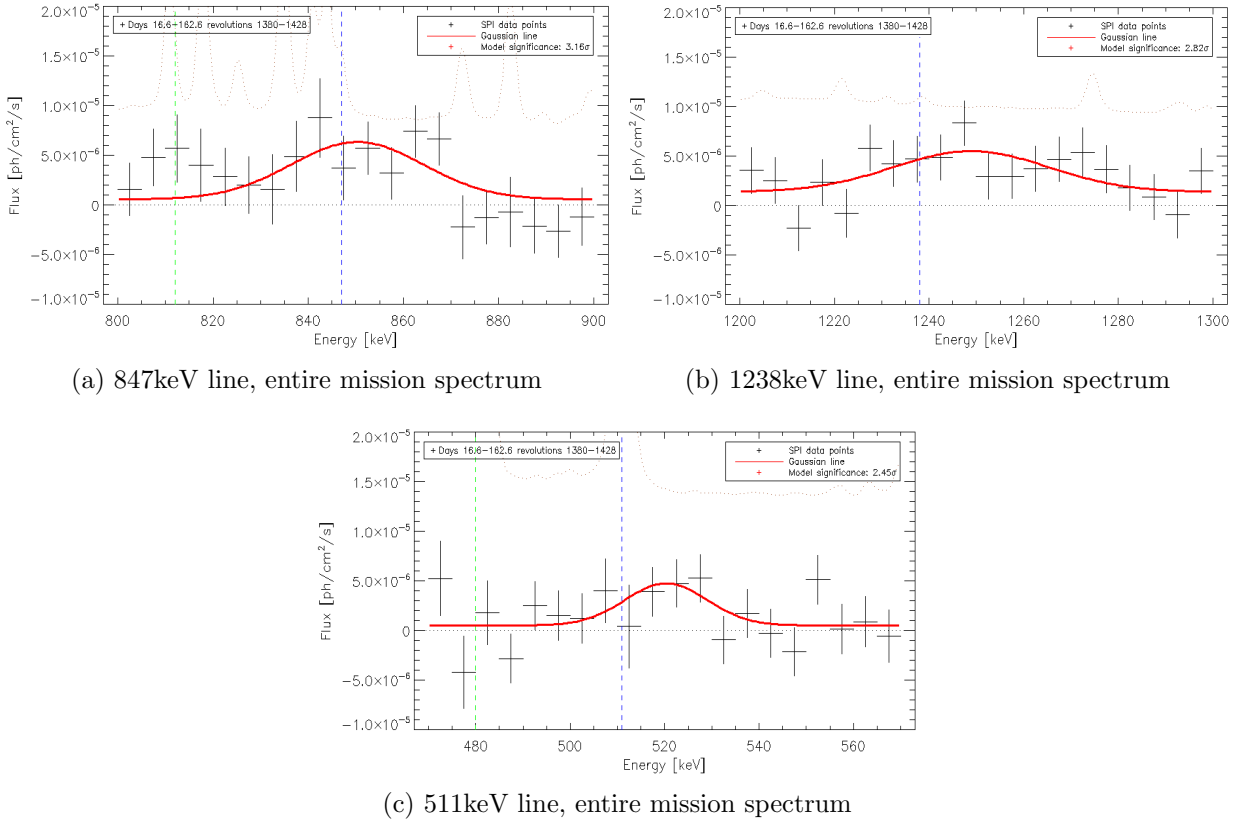 2.0×10⁻⁵
1.5×10⁻⁵
1.0×10⁻⁵
5.0×10⁻⁶
0
−5.0×10⁻⁶
−1.0×10⁻⁵
Flux [ph/cm²/s]
+Days 16.6−162.6 revolutions 1380−1428
+ SPI data points
Gaussian line
+ Model significance: 3.16σ
800 820 840 860 880 900
Energy [keV]
(a) 847keV line, entire mission spectrum
2.0×10⁻⁵
1.5×10⁻⁵
1.0×10⁻⁵
5.0×10⁻⁶
0
−5.0×10⁻⁶
−1.0×10⁻⁵
Flux [ph/cm²/s]
+Days 16.6−162.6 revolutions 1380−1428
+ SPI data points
Gaussian line
+ Model significance: 2.82σ
1200 1220 1240 1260 1280 1300
Energy [keV]
(b) 1238keV line, entire mission spectrum
2.0×10⁻⁵
1.5×10⁻⁵
1.0×10⁻⁵
5.0×10⁻⁶
0
−5.0×10⁻⁶
−1.0×10⁻⁵
Flux [ph/cm²/s]
+Days 16.6−162.6 revolutions 1380−1428
+ SPI data points
Gaussian line
+ Model significance: 2.45σ
480 500 520 540 560
Energy [keV]
(c) 511keV line, entire mission spectrum